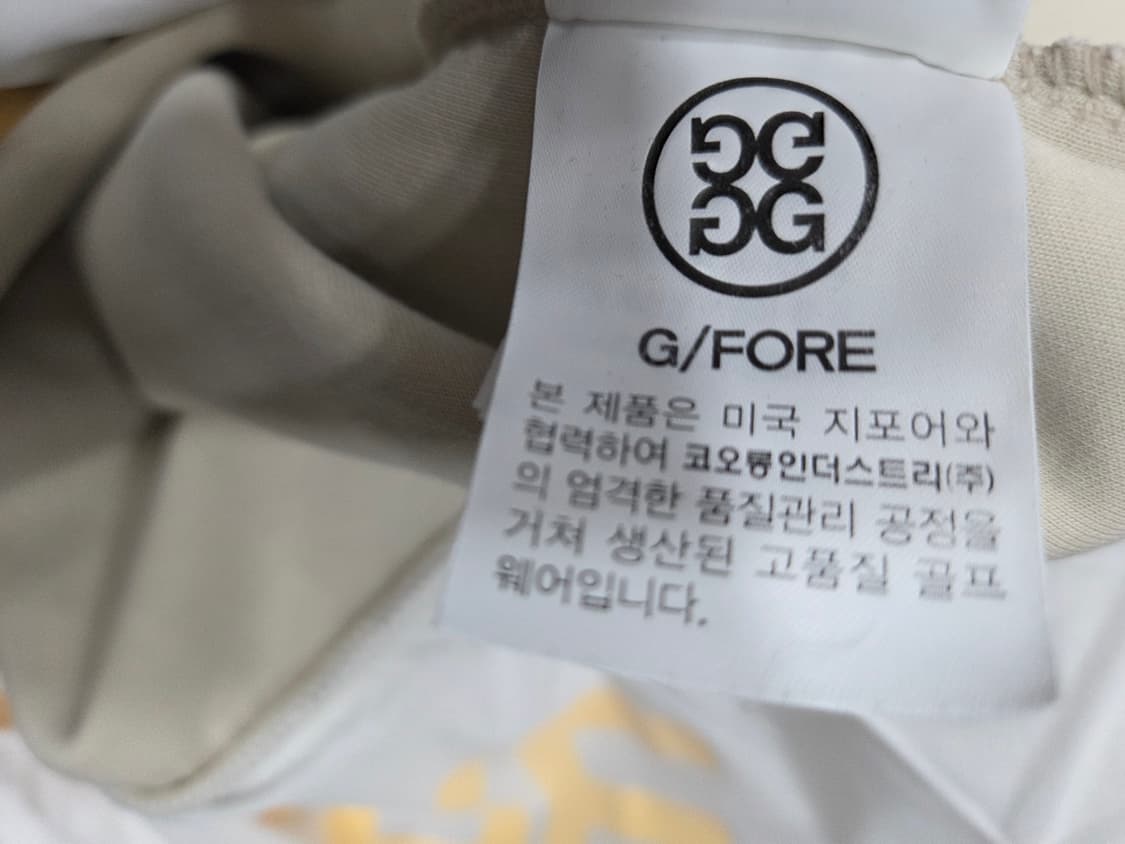 G/FORE
본 제품은 미국 지포어와
협력하여 코오롱인더스트리(주)
의 엄격한 품질관리 공정을
거쳐 생산된 고품질 골프
웨어입니다.